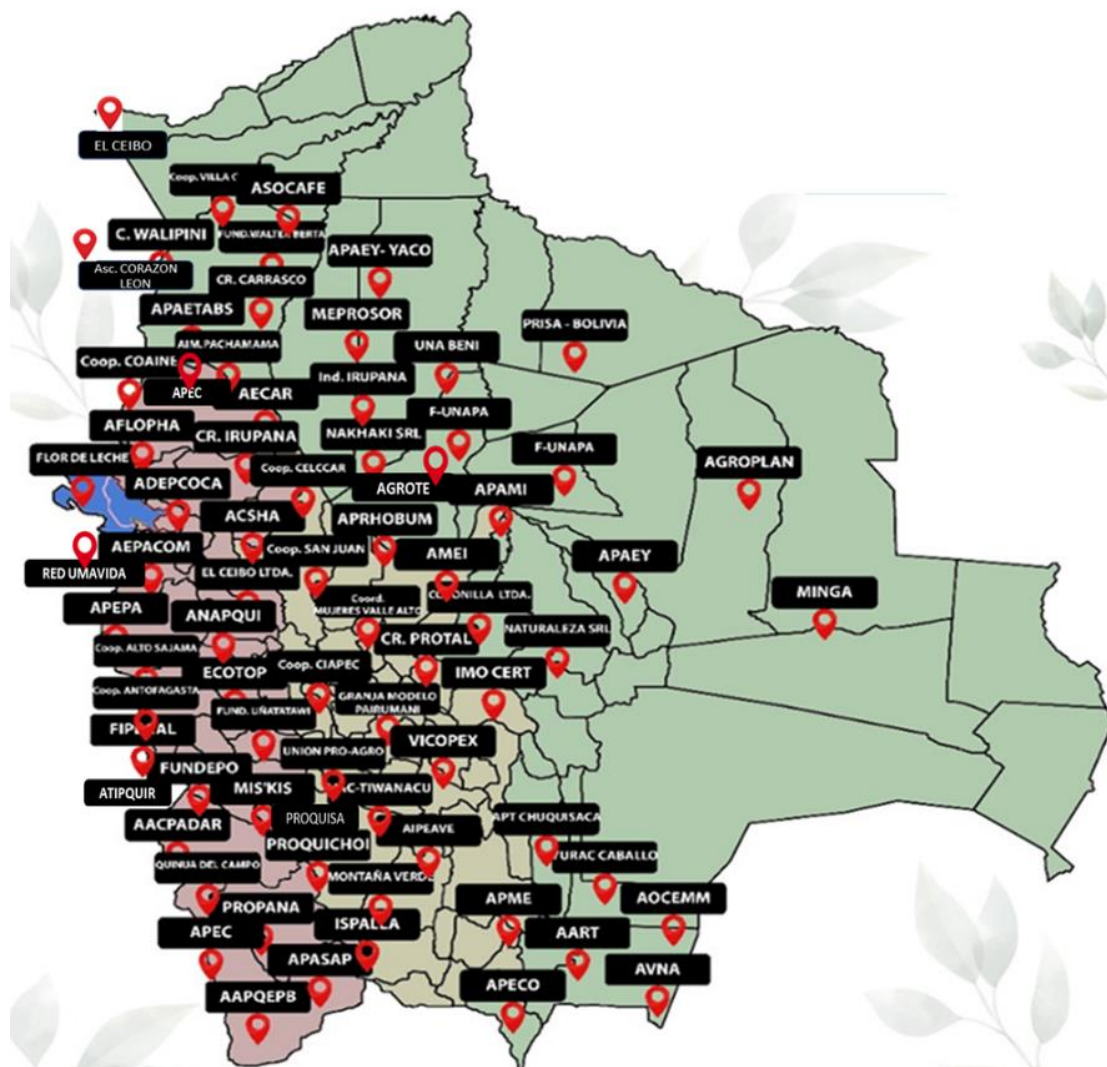 EL CEIBO
Coop. VILLA
ASOCAFE
C. WALIPINI
FUND.WALTER BERTA
APAEY- YACO
Asc. CORAZON
LEON
CR. CARRASCO
APAETABS
MEPROSOR
PRISA - BOLIVIA
AIM.PACHAMAMA
UNA BENI
Coop. COAINE
APEC
AECAR
Ind. IRUPANA
F-UNAPA
AFLOPHA
CR. IRUPANA
NAKHAKI SRL
F-UNAPA
FLOR DE LECHE
Coop. CELCCAR
AGROPLAN
ADEPCOCA
AGROTE
APAMI
ACSHA
APRHOBUM
AEPACOM
Coop. SAN JUAN
AMEI
APAEY
RED UMAVIDA
EL CEIBO LTDA.
MINGA
APEPA
ANAPQUI
Coord.
MUJERES VALLE ALTO
LTDA.
CR. PROTAL
NATURALEZA SRL
Coop. ALTO SAJAMA
ECOTOP
Coop. CIAPEC
IMO CERT
Coop. ANTOFAGASTA
FUND. UÑATATAWI
GRANJA MODELO
PAIRUMANI
UNION PRO-AGRO
VICOPEX
FUNDEPO
ATIPQUIR
MIS'KIS
AC-TIWANACU
AACPADAR
PROQUISA
AIPEAVE
APT CHUQUISACA
PROQUICHOI
YURAC CABALLO
QUINUA DEL CAMPO
MONTAÑA VERDE
PROPANA
ISPALLA
APME
AOCEMM
APEC
AART
APASAP
AVNA
AAPQEPB
APECO